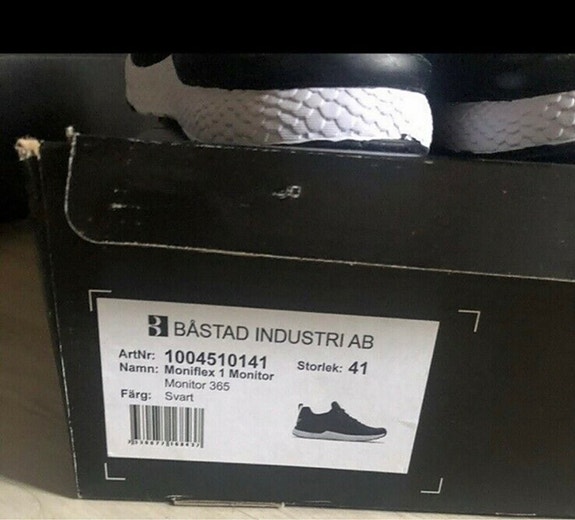 BÅSTAD INDUSTRI AB
ArtNr: 1004510141 Storlek: 41
Namn: Moniflex 1 Monitor
Monitor 365
Färg: Svart